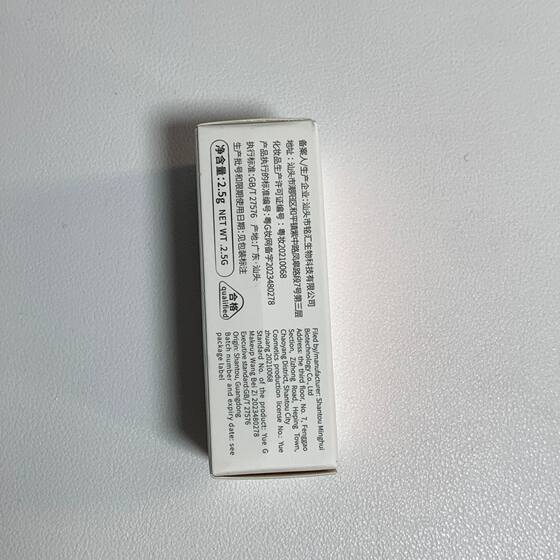 备案人/生产企业:汕头市铭汇生物科技有限公司
地址:汕头市潮阳区和平镇紫中路凤皋路段7号第三层
化妆品生产许可证编号:粤妆20210068
产品执行的标准编号:粤G妆网备字2023480278
执行标准:GB/T 27576 产地:广东 汕头
生产批号和限期使用日期:见包装标注
净含量:2.5g NET WT. 2.5G
合格
qualified
Filed by/manufacturer: Shantou Minghui
Biotechnology Co., Ltd
Address: the third floor, No. 7, Fenggao
Section, Zizhong Road, Heping Town,
Chaoyang District, Shantou City
Cosmetics production license No.: Yue
zhuang 20210068
Standard No. of the product: Yue G
Makeup Wang Bei Zi 2023480278
Executive standard:GB/T 27576
Origin: Shantou, Guangdong
Batch number and expiry date: see
package label